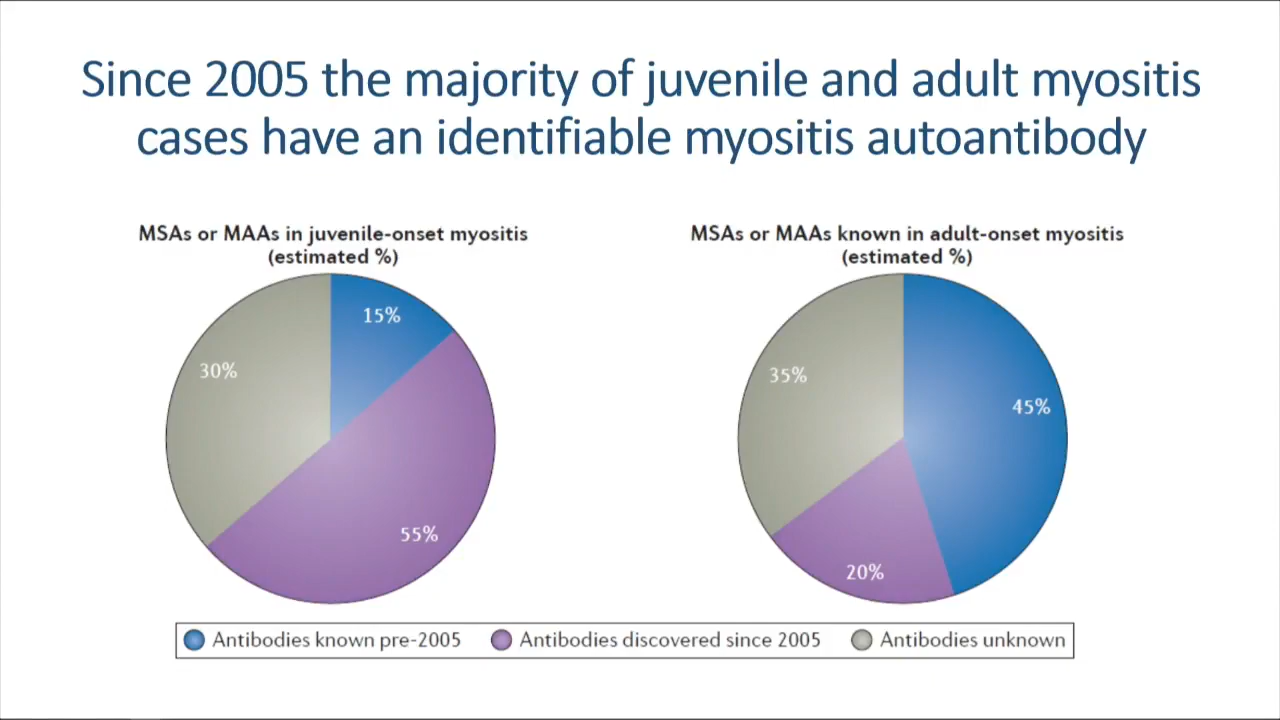 Since 2005 the majority of juvenile and adult myositis
cases have an identifiable myositis autoantibody
MSAs or MAAs in juvenile-onset myositis
(estimated %)
15%
30%
55%
MSAs or MAAs known in adult-onset myositis
(estimated %)
35%
45%
20%
Antibodies known pre-2005 Antibodies discovered since 2005 Antibodies unknown